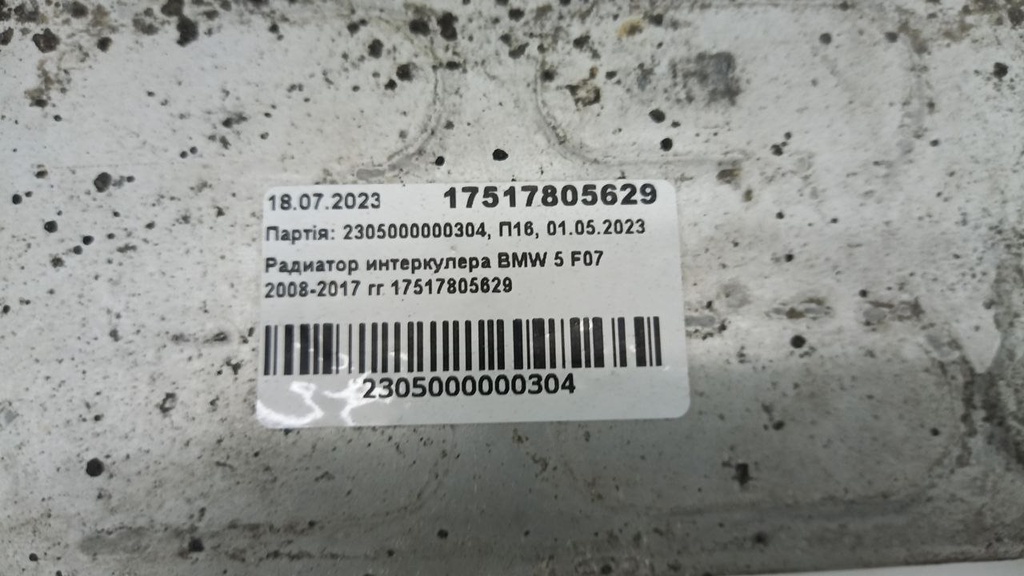 18.07.2023 17517805629
Партія: 2305000000304, П16, 01.05.2023
Радиатор интеркулера BMW 5 F07
2008-2017 гг 17517805629
2305000000304